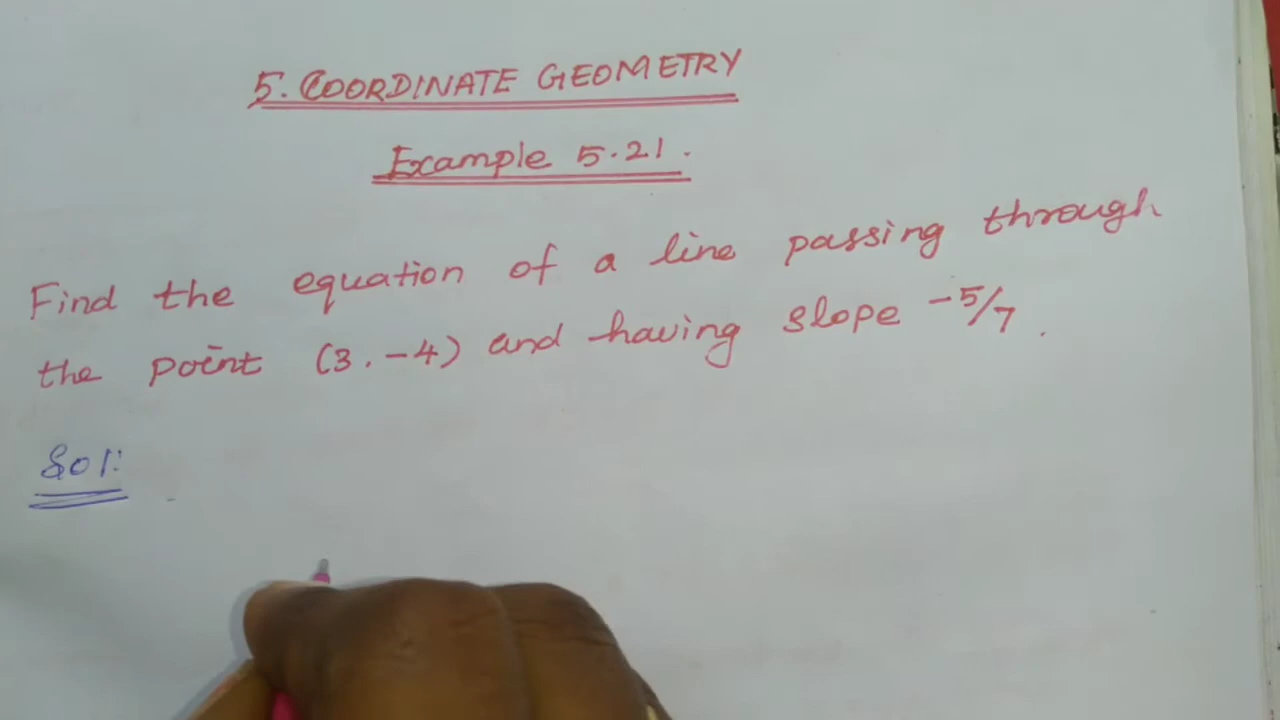 5. COORDINATE GEOMETRY
Example 5.21.
Find the equation of a line passing through
the point (3.-4) and having slope -5/7.
Sol: